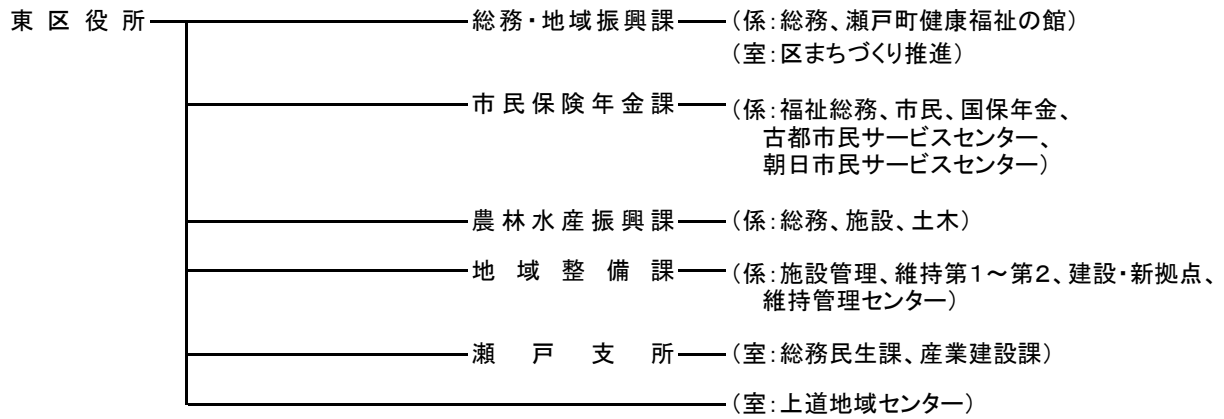 東区役所 総務・地域振興課 (係:総務、瀬戸町健康福祉の館)
(室:区まちづくり推進)
市民保険年金課 (係:福祉総務、市民、国保年金、
古都市民サービスセンター、
朝日市民サービスセンター)
農林水産振興課 (係:総務、施設、土木)
地域整備課 (係:施設管理、維持第1~第2、建設・新拠点、
維持管理センター)
瀬戸支所 (室:総務民生課、産業建設課)
(室:上道地域センター)